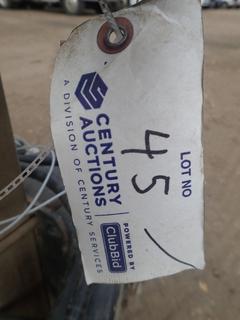 CENTURY
AUCTIONS
A DIVISION OF CENTURY SERVICES
POWERED BY
ClubBid
LOT NO
45